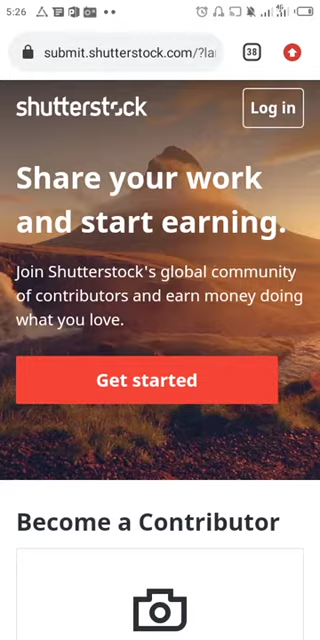 5:26
submit.shutterstock.com/?la
38
shutterstock
Log in
Share your work
and start earning.
Join Shutterstock's global community
of contributors and earn money doing
what you love.
Get started
Become a Contributor